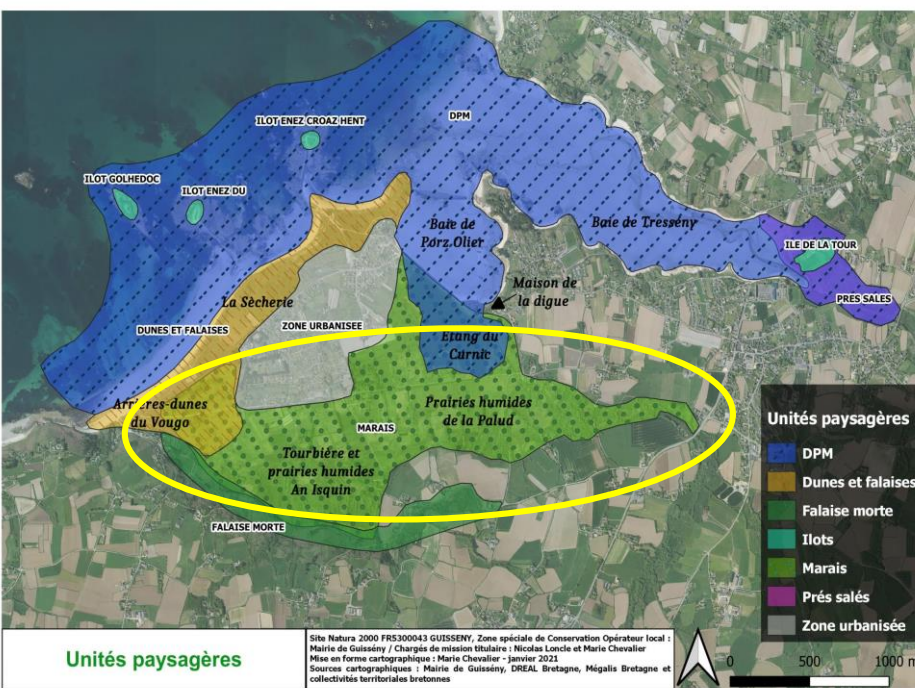 ILOT ENEZ CROAZ HENT
DPM
ILOT GOLHEDOC
ILOT ENEZ DU
Baie de
Porz Olier
Baie de Tressény
ILE DE LA TOUR
PRES SALES
Maison de
la digue
La Sècherie
DUNES ET FALAISES
ZONE URBANISEE
Etang du
Curnic
Arrières-dunes
du Vougo
MARAIS
Prairies humides
de la Palud
Tourbière et
prairies humides
An Isquin
FALAISE MORTE
Unités paysagères
DPM
Dunes et falaises
Falaise morte
Ilots
Marais
Prés salés
Zone urbanisée
Unités paysagères
Site Natura 2000 FR5300043 GUISSENY, Zone spéciale de Conservation Opérateur local :
Mairie de Guissény / Chargés de mission titulaire : Nicolas Loncle et Marie Chevalier
Mise en forme cartographique : Marie Chevalier - janvier 2021
Sources cartographiques : Mairie de Guissény, DREAL Bretagne, Mégalis Bretagne et
collectivités territoriales bretonnes
0 500 1000 m